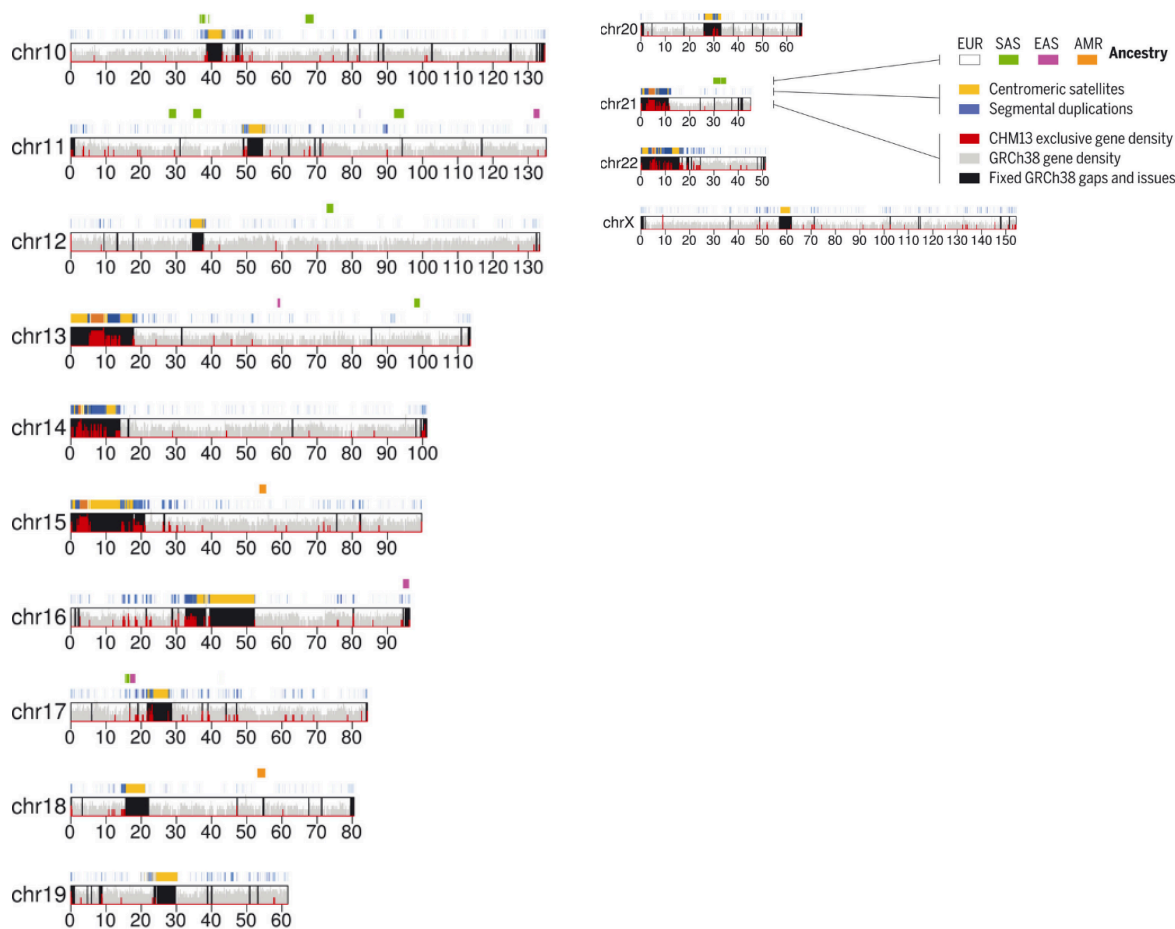 chr10
0 10 20 30 40 50 60 70 80 90 100 110 120 130
chr11
0 10 20 30 40 50 60 70 80 90 100 110 120 130
chr12
0 10 20 30 40 50 60 70 80 90 100 110 120 130
chr13
0 10 20 30 40 50 60 70 80 90 100 110
chr14
0 10 20 30 40 50 60 70 80 90 100
chr15
0 10 20 30 40 50 60 70 80 90
chr16
0 10 20 30 40 50 60 70 80 90
chr17
0 10 20 30 40 50 60 70 80
chr18
0 10 20 30 40 50 60 70 80
chr19
0 10 20 30 40 50 60
chr20
0 10 20 30 40 50 60
chr21
0 10 20 30 40
chr22
0 10 20 30 40 50
chrX
0 10 20 30 40 50 60 70 80 90 100 110 120 130 140 150
EUR SAS EAS AMR Ancestry
Centromeric satellites
Segmental duplications
CHM13 exclusive gene density
GRCh38 gene density
Fixed GRCh38 gaps and issues